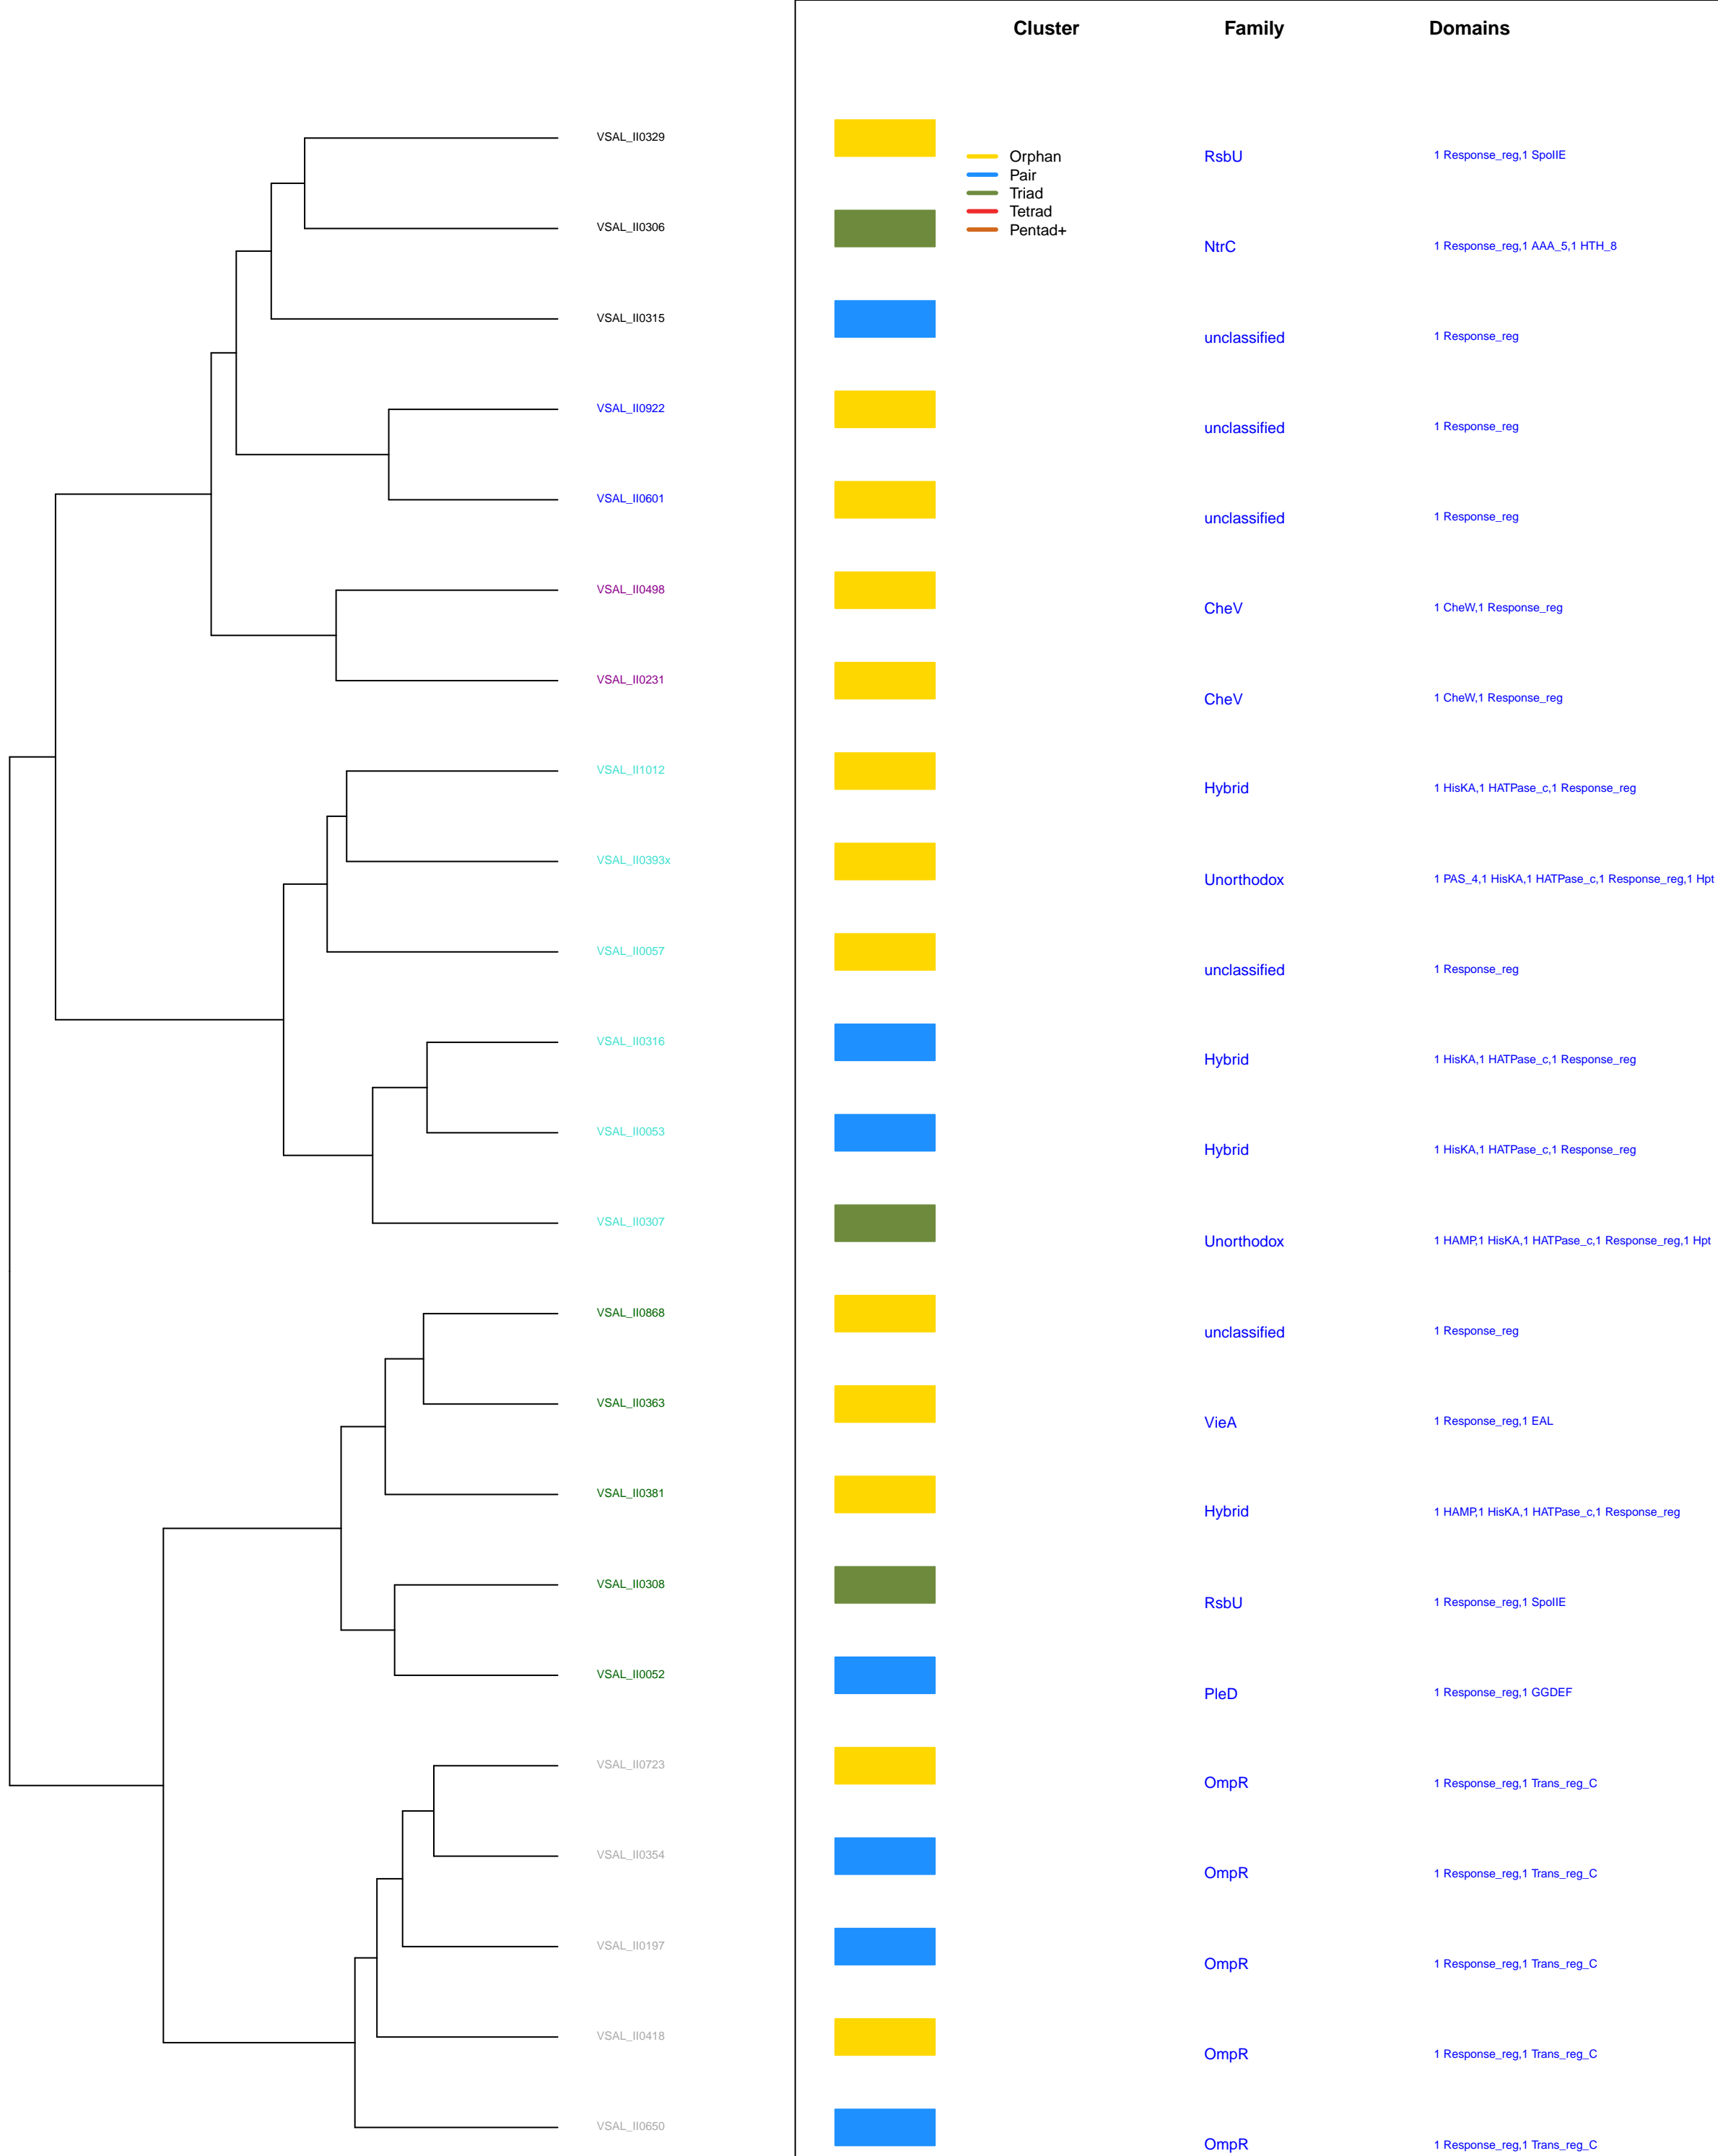 Cluster Family Domains
VSAL_II0329
Orphan RsbU 1 Response_reg,1 SpoIIE
Pair
Triad
Tetrad
VSAL_II0306 Pentad+
NtrC 1 Response_reg,1 AAA_5,1 HTH_8
VSAL_II0315
unclassified 1 Response_reg
VSAL_II0922
unclassified 1 Response_reg
VSAL_II0601
unclassified 1 Response_reg
VSAL_II0498
CheV 1 CheW,1 Response_reg
VSAL_II0231
CheV 1 CheW,1 Response_reg
VSAL_II1012
Hybrid 1 HisKA,1 HATPase_c,1 Response_reg
VSAL_II0393x
Unorthodox 1 PAS_4,1 HisKA,1 HATPase_c,1 Response_reg,1 Hpt
VSAL_II0057
unclassified 1 Response_reg
VSAL_II0316
Hybrid 1 HisKA,1 HATPase_c,1 Response_reg
VSAL_II0053
Hybrid 1 HisKA,1 HATPase_c,1 Response_reg
VSAL_II0307
Unorthodox 1 HAMP,1 HisKA,1 HATPase_c,1 Response_reg,1 Hpt
VSAL_II0868
unclassified 1 Response_reg
VSAL_II0363
VieA 1 Response_reg,1 EAL
VSAL_II0381
Hybrid 1 HAMP,1 HisKA,1 HATPase_c,1 Response_reg
VSAL_II0308
RsbU 1 Response_reg,1 SpoIIE
VSAL_II0052
PleD 1 Response_reg,1 GGDEF
VSAL_II0723
OmpR 1 Response_reg,1 Trans_reg_C
VSAL_II0354
OmpR 1 Response_reg,1 Trans_reg_C
VSAL_II0197
OmpR 1 Response_reg,1 Trans_reg_C
VSAL_II0418
OmpR 1 Response_reg,1 Trans_reg_C
VSAL_II0650
OmpR 1 Response_reg,1 Trans_reg_C